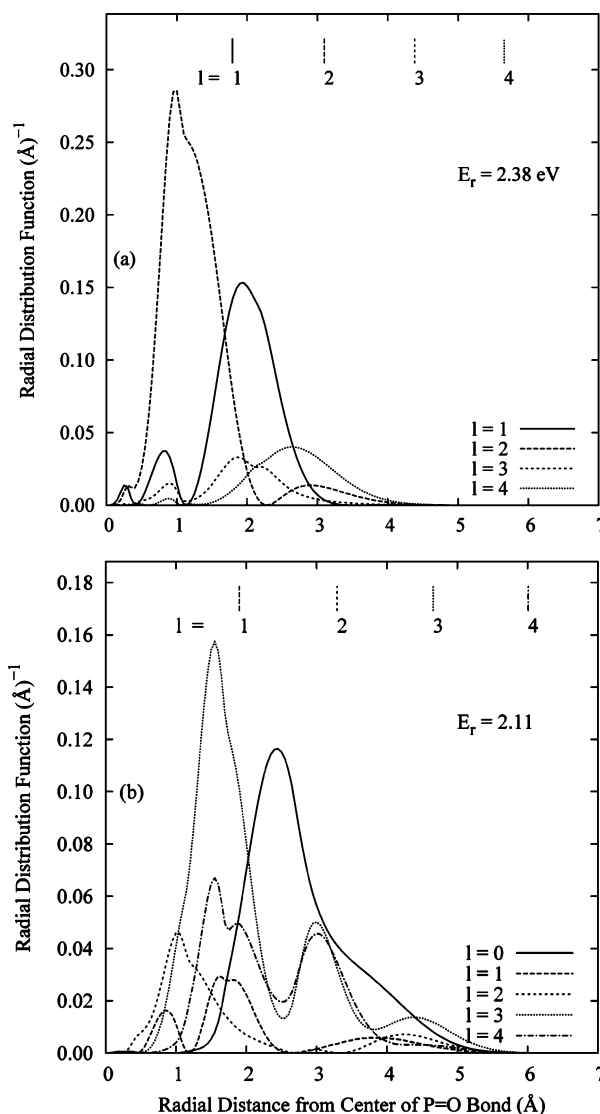 0.30
0.25
0.20
0.15
0.10
0.05
0.00
Radial Distribution Function (Å)⁻¹
l = 1 2 3 4
E_r = 2.38 eV
(a)
l = 1
l = 2
l = 3
l = 4
0 1 2 3 4 5 6 7
0.18
0.16
0.14
0.12
0.10
0.08
0.06
0.04
0.02
0.00
Radial Distribution Function (Å)⁻¹
l = 1 2 3 4
E_r = 2.11
(b)
l = 0
l = 1
l = 2
l = 3
l = 4
0 1 2 3 4 5 6 7
Radial Distance from Center of P=O Bond (Å)